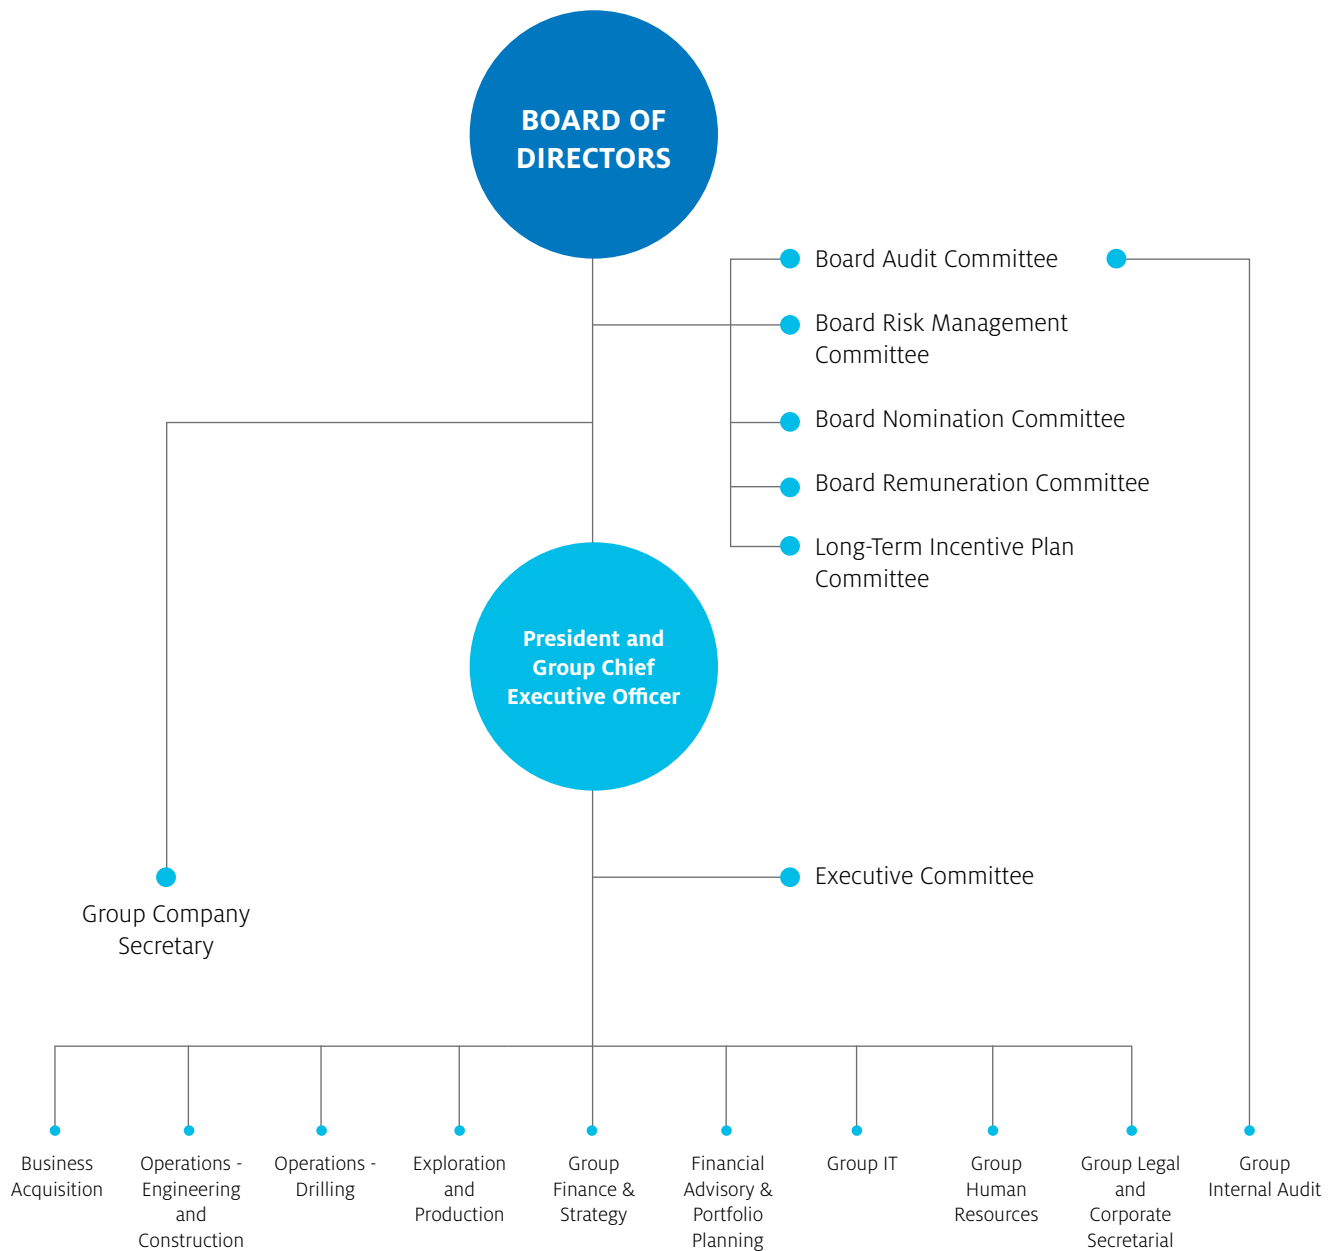 BOARD OF
DIRECTORS
Board Audit Committee
Board Risk Management
Committee
Board Nomination Committee
Board Remuneration Committee
Long-Term Incentive Plan
Committee
President and
Group Chief
Executive Officer
Executive Committee
Group Company
Secretary
Business
Acquisition
Operations -
Engineering
and
Construction
Operations -
Drilling
Exploration
and
Production
Group
Finance &
Strategy
Financial
Advisory &
Portfolio
Planning
Group IT
Group
Human
Resources
Group Legal
and
Corporate
Secretarial
Group
Internal Audit